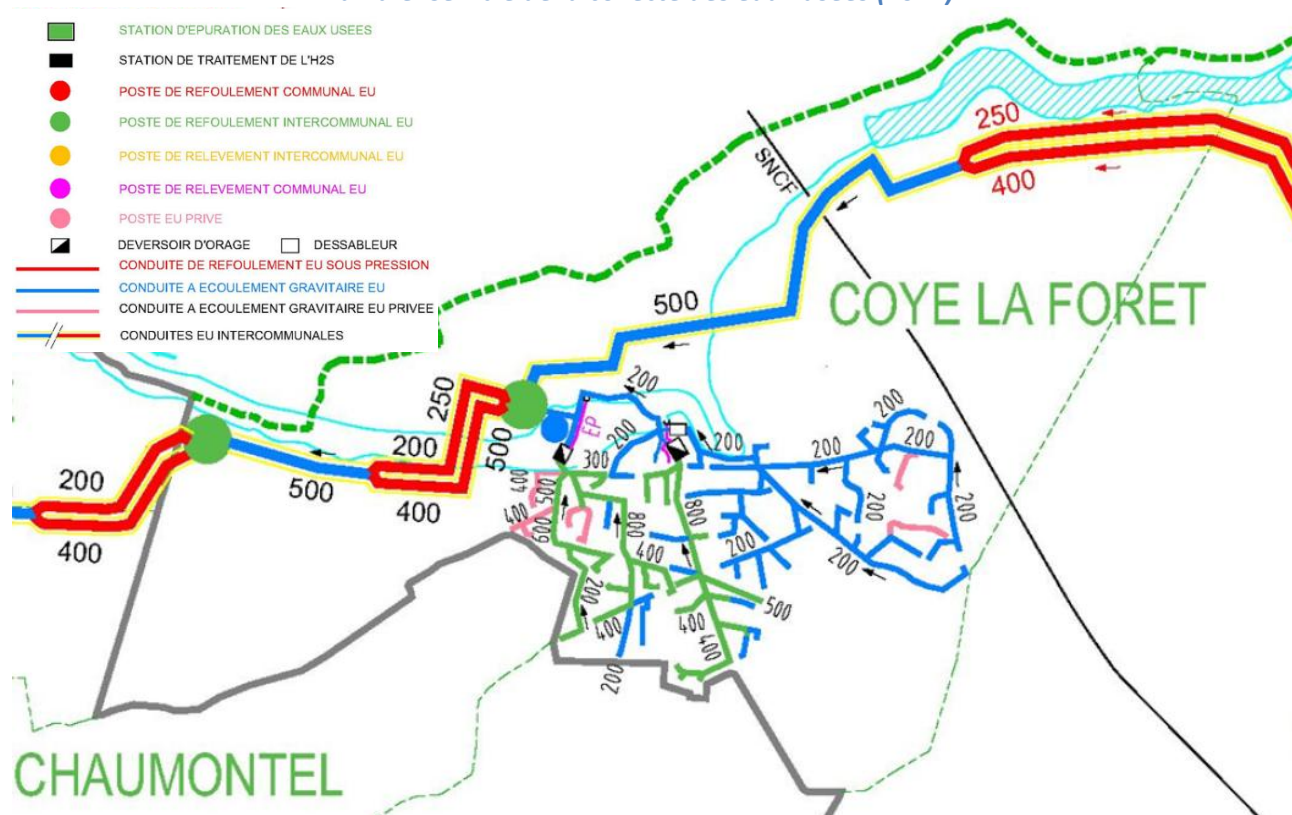 STATION D'EPURATION DES EAUX USEES
STATION DE TRAITEMENT DE L'H2S
POSTE DE REFOULEMENT COMMUNAL EU
POSTE DE REFOULEMENT INTERCOMMUNAL EU
POSTE DE RELEVEMENT INTERCOMMUNAL EU
POSTE DE RELEVEMENT COMMUNAL EU
POSTE EU PRIVE
DEVERSOIR D'ORAGE DESSABLEUR
CONDUITE DE REFOULEMENT EU SOUS PRESSION
CONDUITE A ECOULEMENT GRAVITAIRE EU
CONDUITE A ECOULEMENT GRAVITAIRE EU PRIVEE
CONDUITES EU INTERCOMMUNALES
250
400
SNCF
COYE LA FORET
500
200
250
EP
200
500
200
500
400
200
400
300
200
200
200
200
200
200
200
400
500
400
600
800
800
400
200
200
400
400
500
400
200
CHAUMONTEL